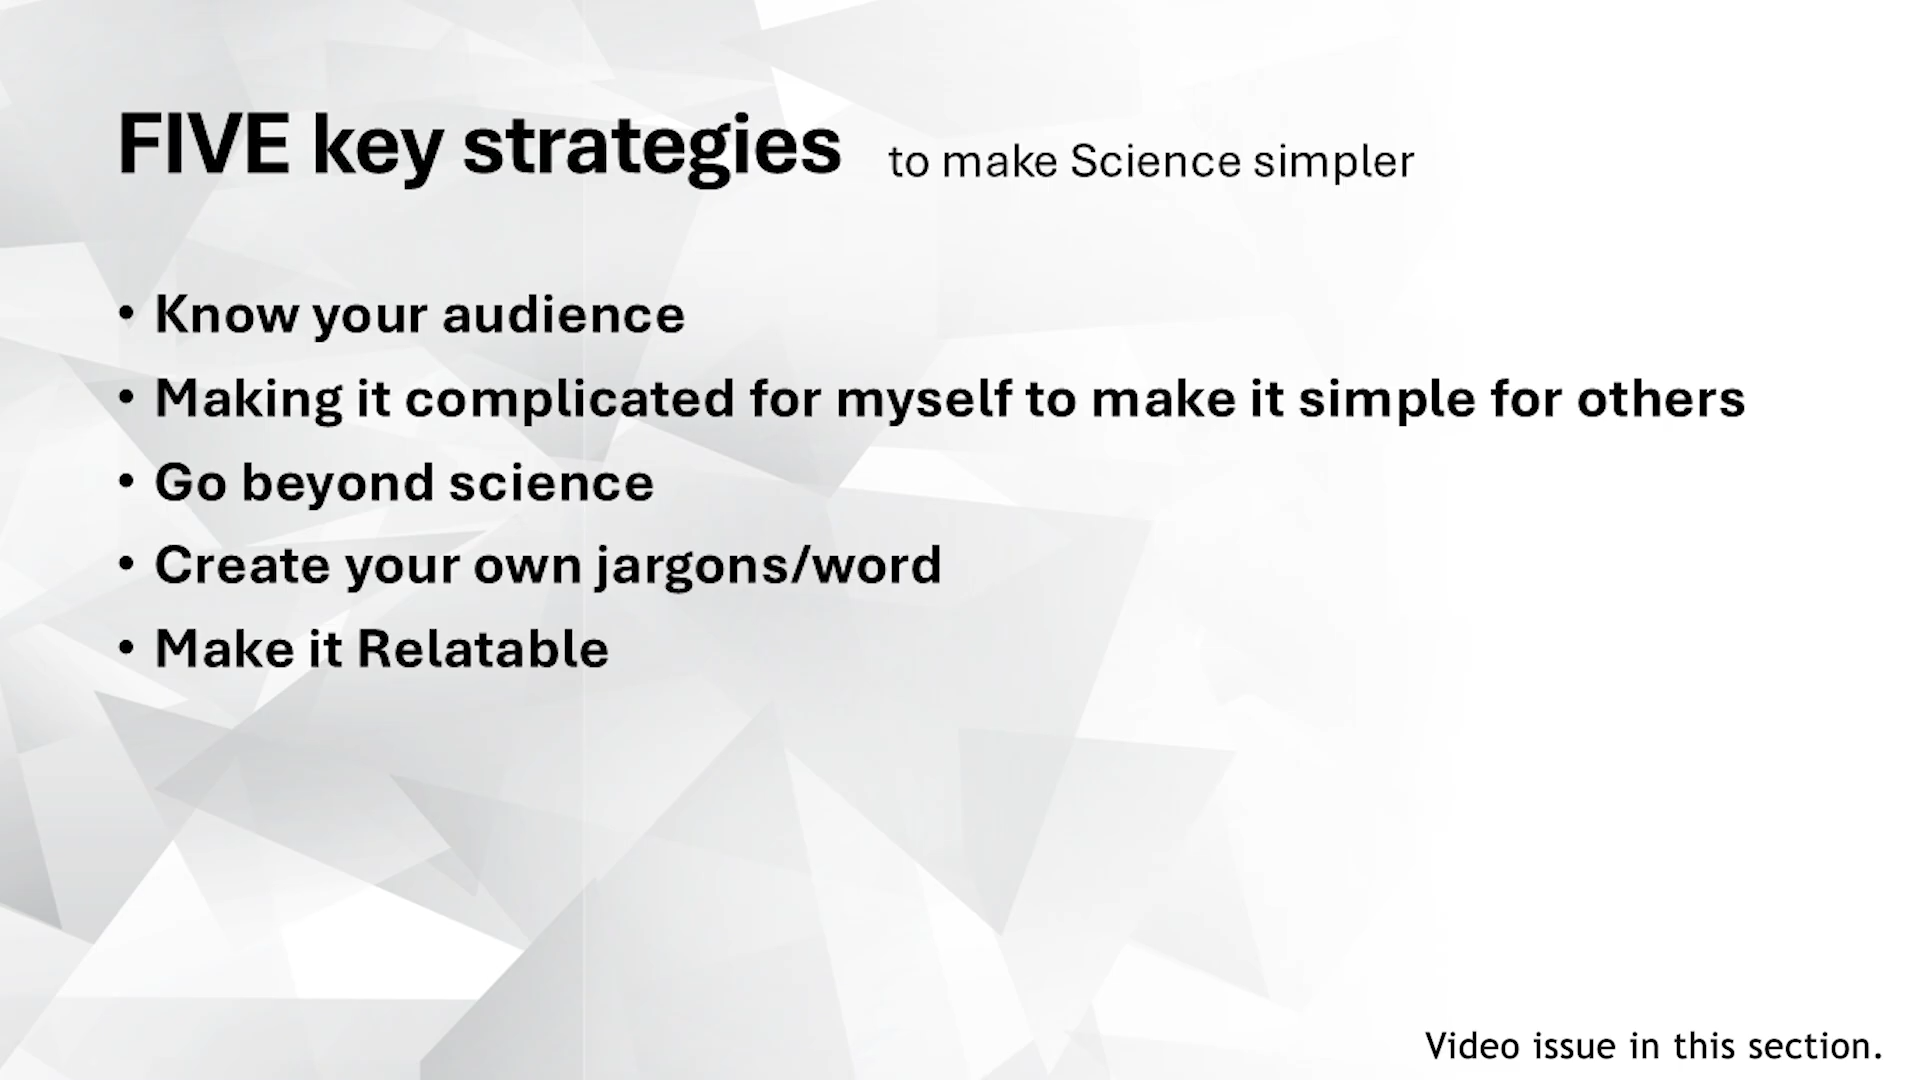 FIVE key strategies to make Science simpler
• Know your audience
• Making it complicated for myself to make it simple for others
• Go beyond science
• Create your own jargons/word
• Make it Relatable
Video issue in this section.